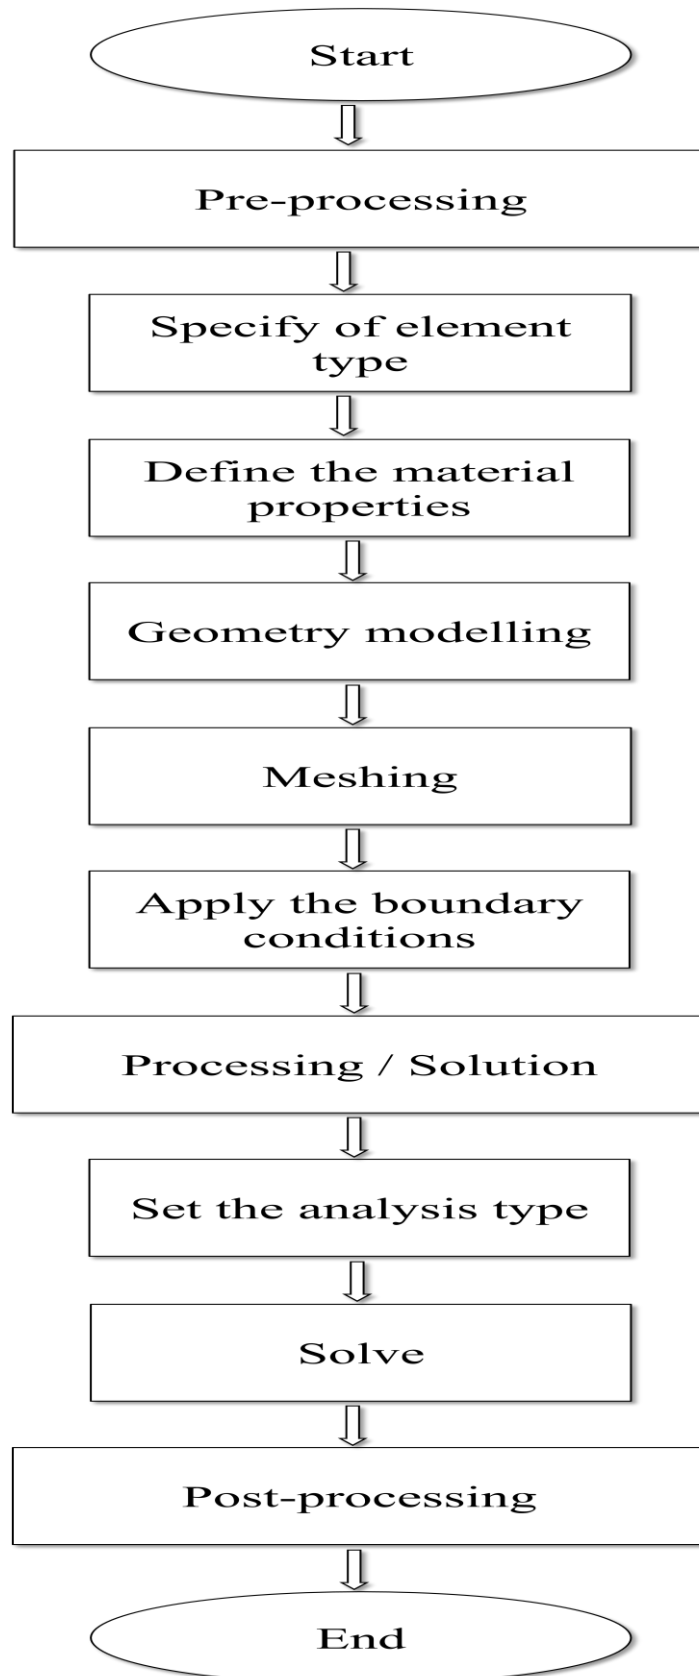 Start
Pre-processing
Specify of element
type
Define the material
properties
Geometry modelling
Meshing
Apply the boundary
conditions
Processing / Solution
Set the analysis type
Solve
Post-processing
End